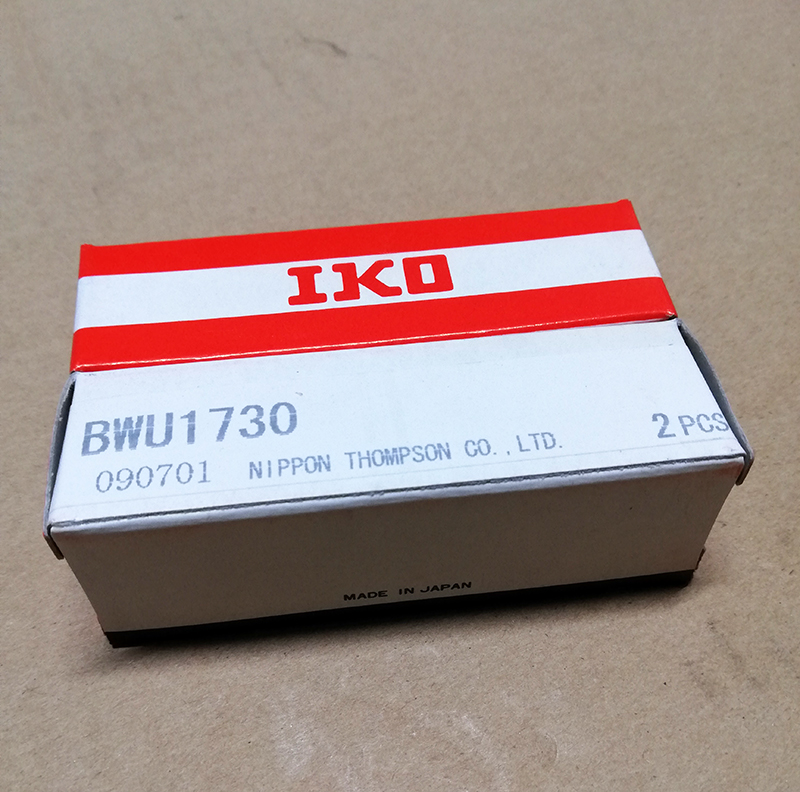 IKO
BWU1730
2 PCS
090701 NIPPON THOMPSON CO.,LTD.
MADE IN JAPAN